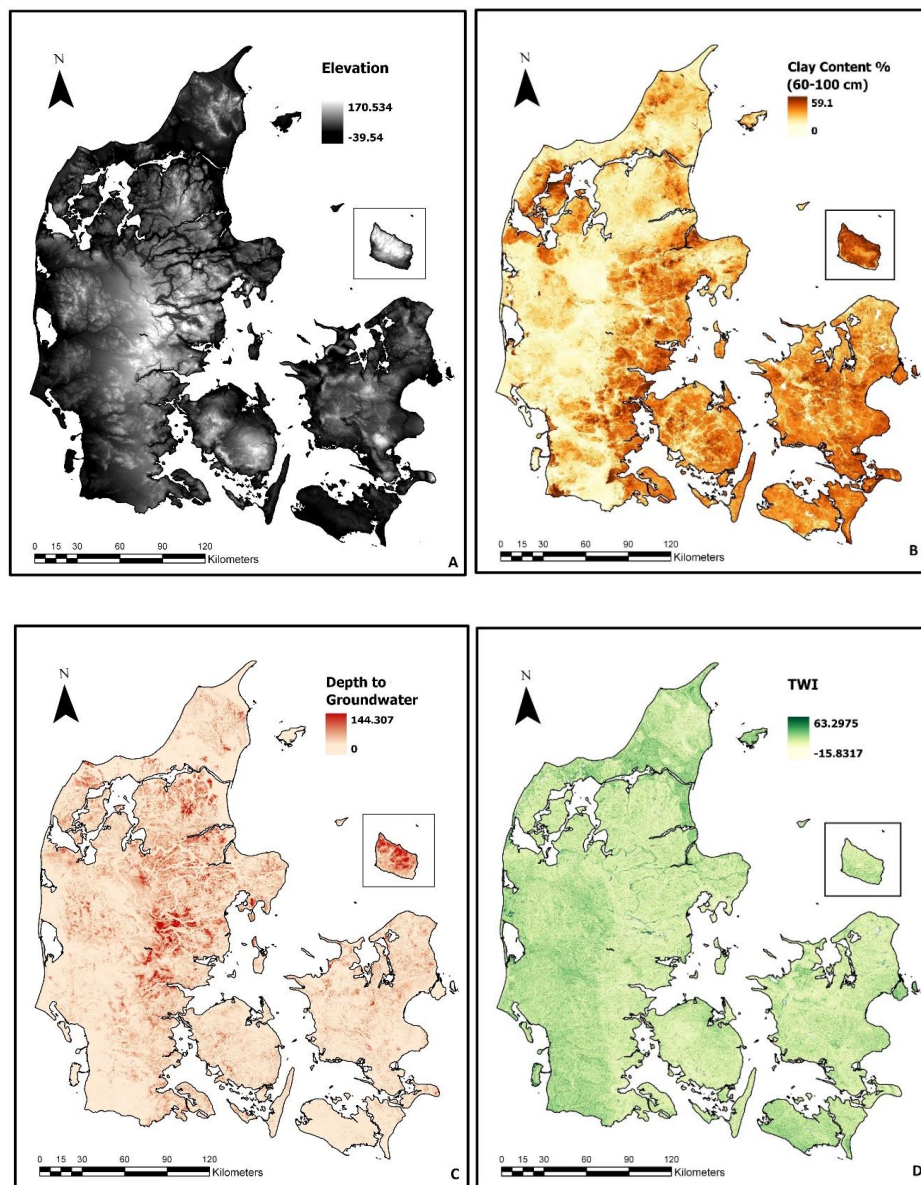 N
Elevation
170.534
-39.54
0 15 30 60 90 120
Kilometers
A
N
Clay Content %
(60-100 cm)
59.1
0
0 15 30 60 90 120
Kilometers
B
N
Depth to
Groundwater
144.307
0
0 15 30 60 90 120
Kilometers
C
N
TWI
63.2975
-15.8317
0 15 30 60 90 120
Kilometers
D